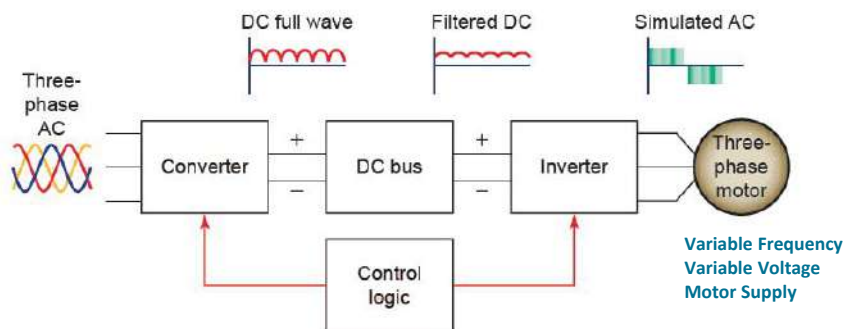 DC full wave
Filtered DC
Simulated AC
Three-
phase
AC
+
+
Converter
DC bus
Inverter
Three-
phase
motor
–
–
Control
logic
Variable Frequency
Variable Voltage
Motor Supply